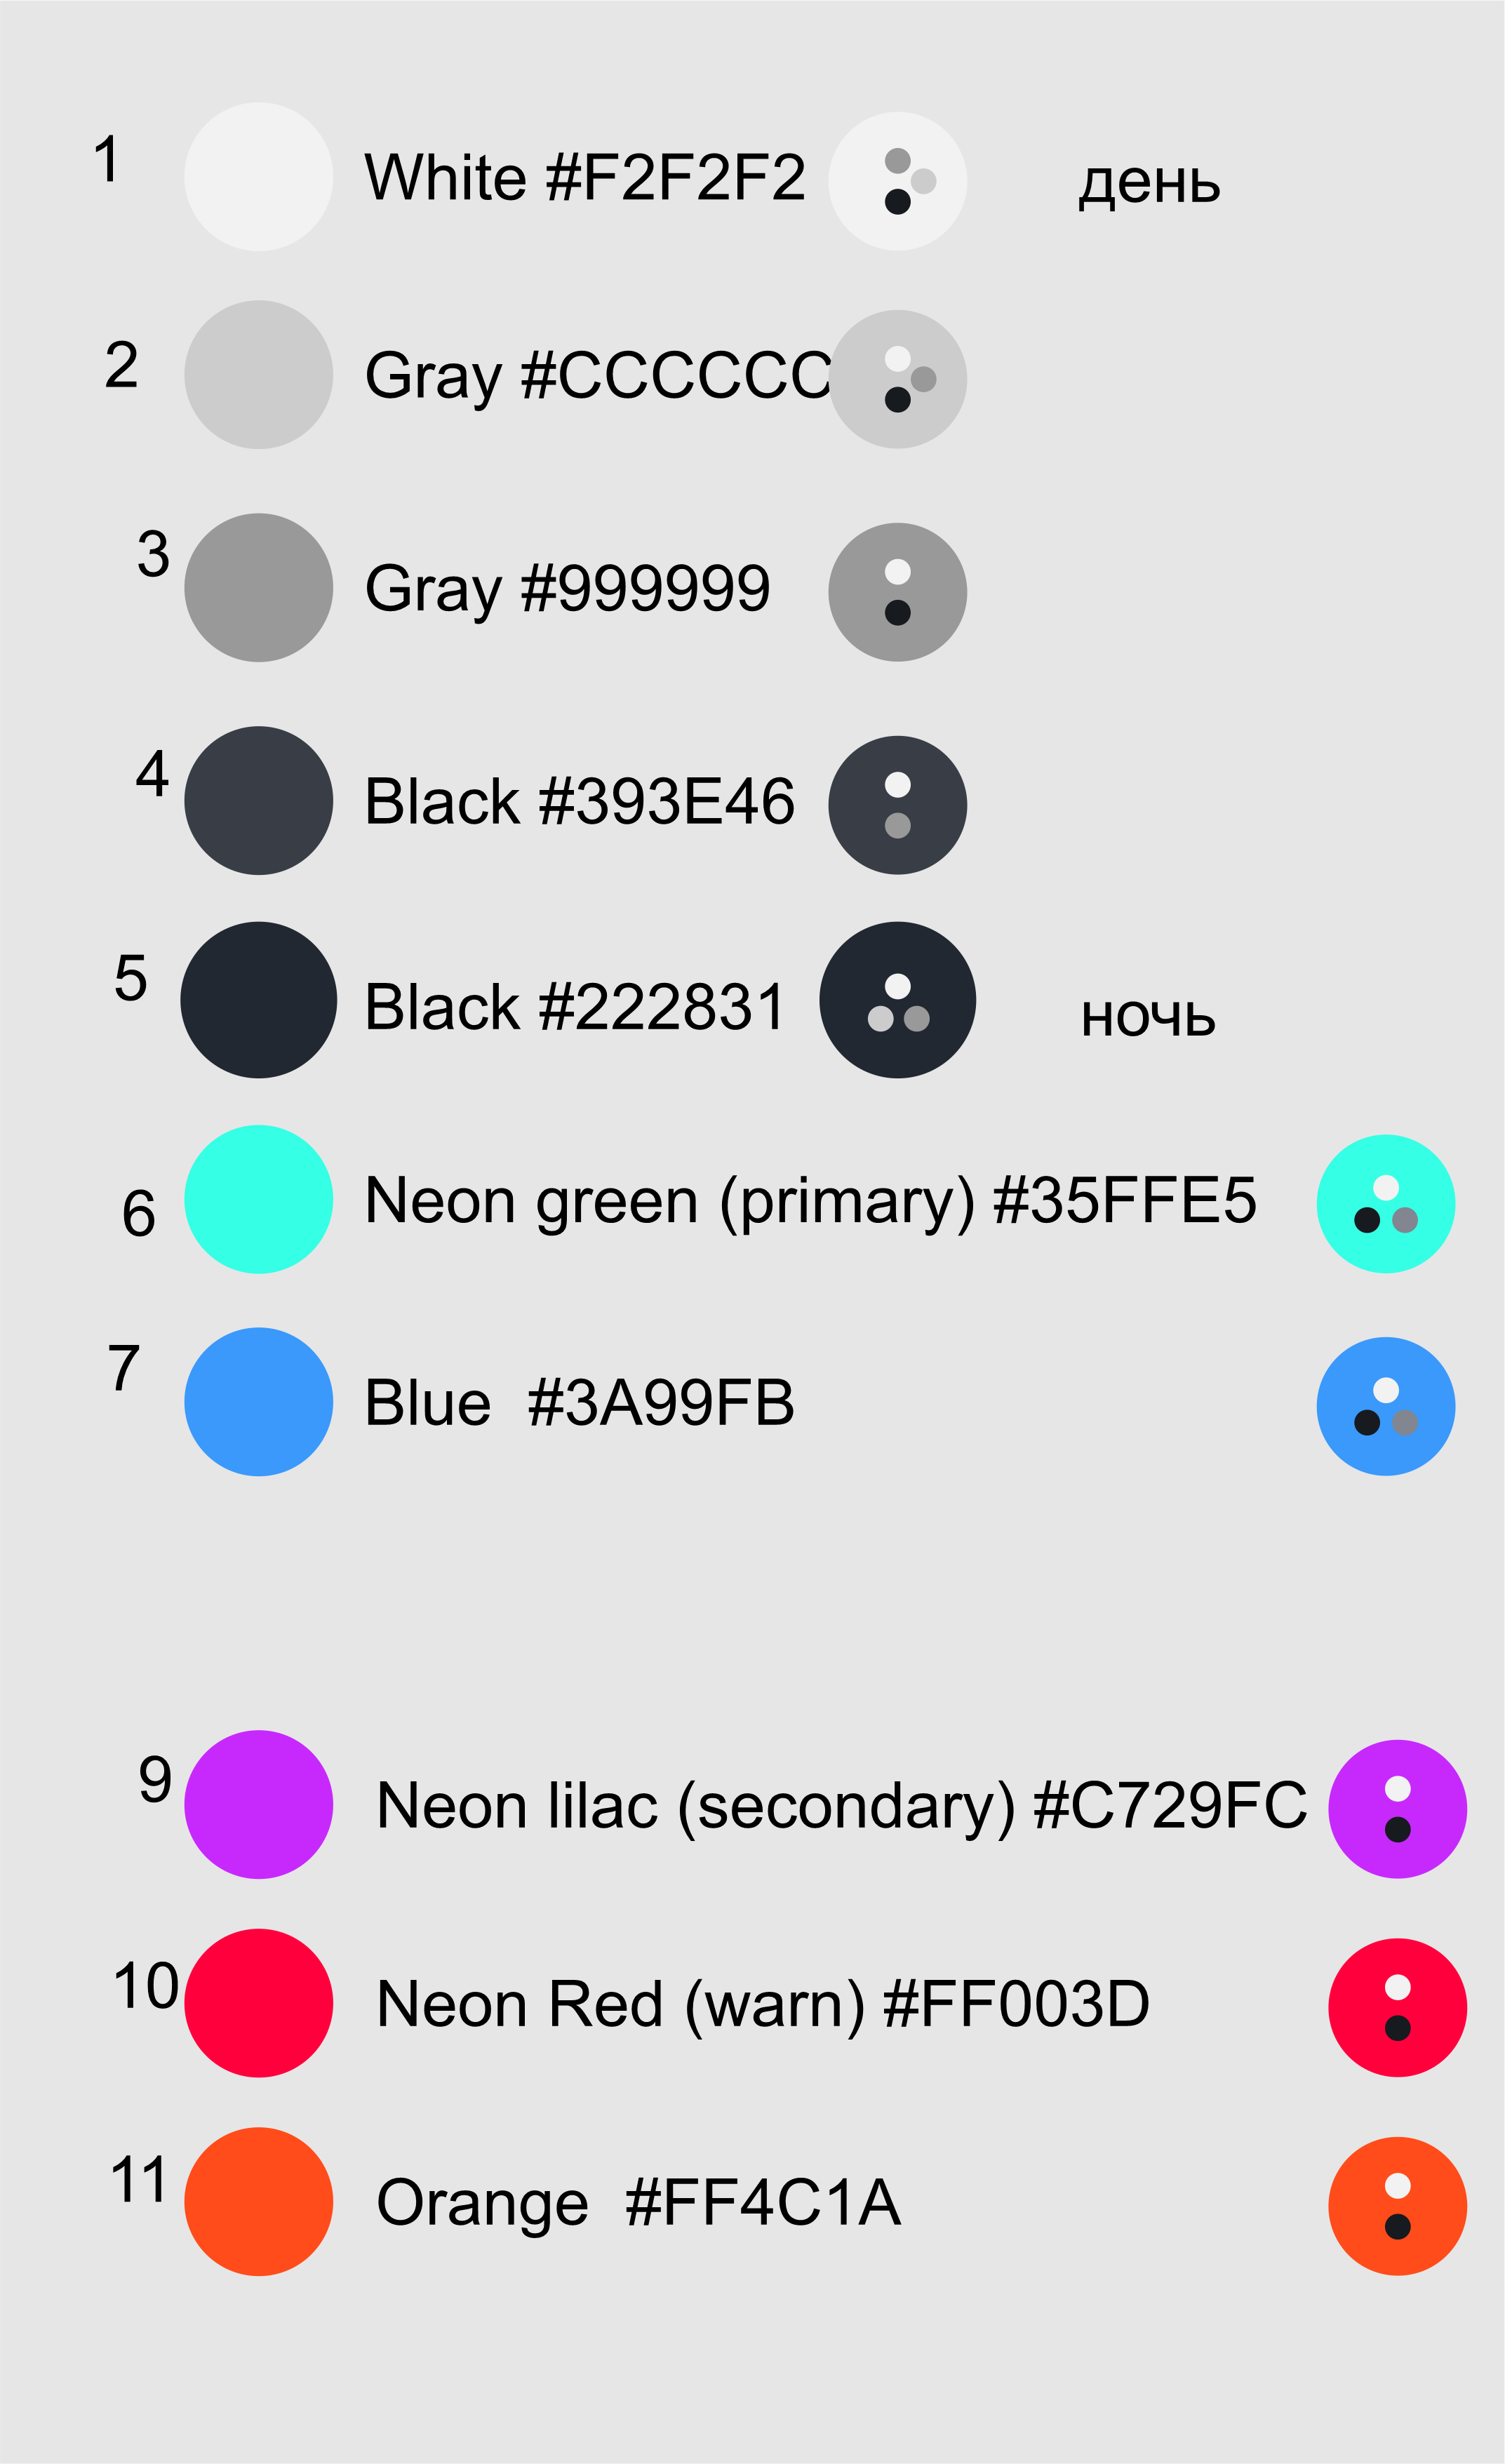 1 White #F2F2F2 день
2 Gray #CCCCCC
3 Gray #999999
4 Black #393E46
5 Black #222831 ночь
6 Neon green (primary) #35FFE5
7 Blue #3A99FB
9 Neon lilac (secondary) #C729FC
10 Neon Red (warn) #FF003D
11 Orange #FF4C1A